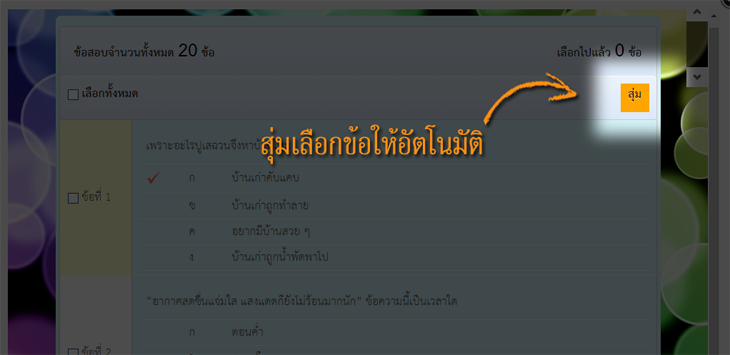 ข้อสอบจำนวนทั้งหมด 20 ข้อ
เลือกไปแล้ว 0 ข้อ
เลือกทั้งหมด
สุ่ม
สุ่มเลือกข้อให้อัตโนมัติ
เพราะอะไรปูเสฉวนจึงหาบ้าน
ข้อที่ 1
ก บ้านเก่าคับแคบ
ข บ้านเก่าถูกทำลาย
ค อยากมีบ้านสวย ๆ
ง บ้านเก่าถูกน้ำพัดพาไป
"อากาศสดชื่นแจ่มใส แสงแดดก็ยังไม่ร้อนมากนัก" ข้อความนี้เป็นเวลาใด
ก ตอนค่ำ
ข้อที่ 2